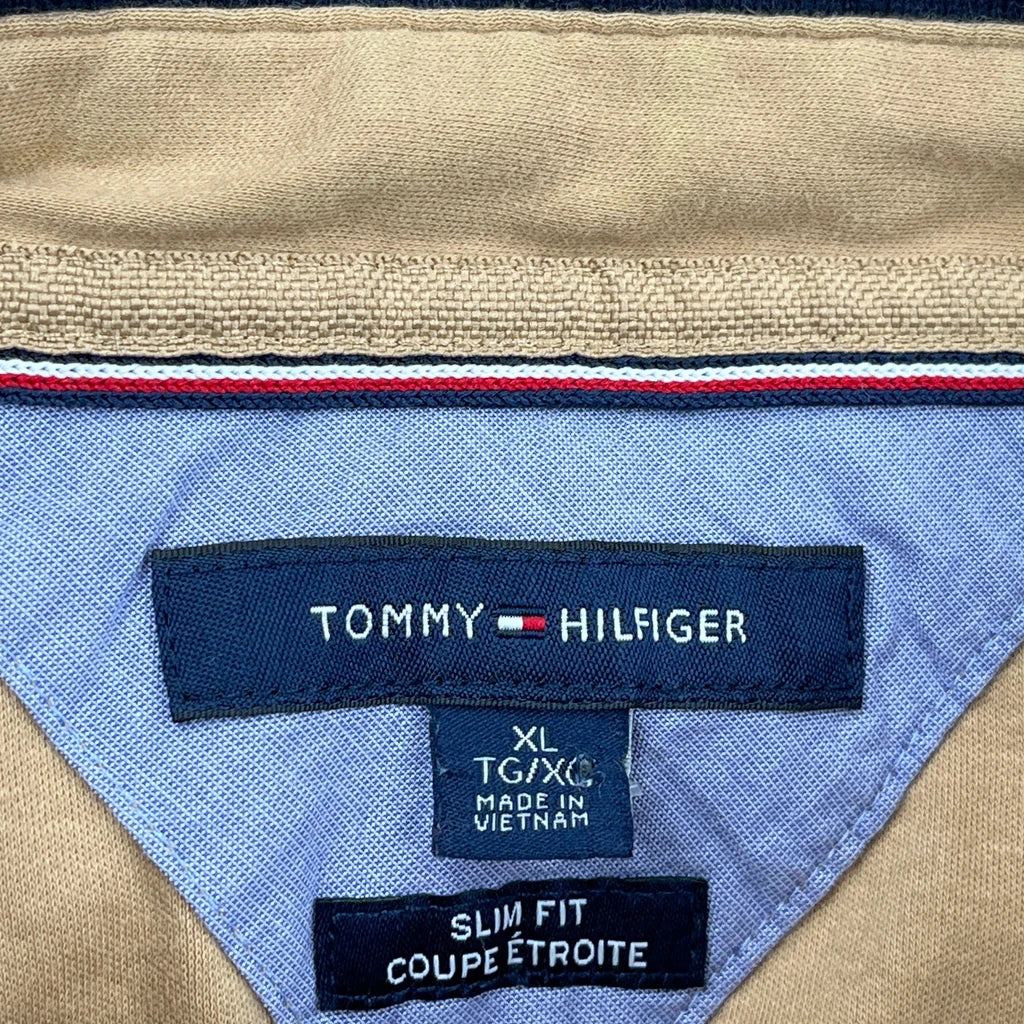 TOMMY HILFIGER
XL
TG/XG
MADE IN
VIETNAM
SLIM FIT
COUPE ÉTROITE